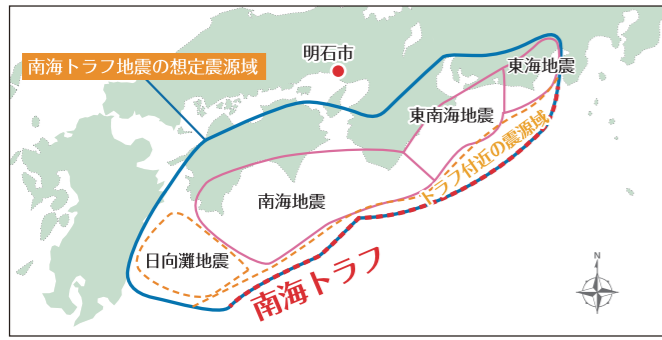 明石市
南海トラフ地震の想定震源域
東海地震
東南海地震
トラフ付近の震源域
南海地震
日向灘地震
南海トラフ
N